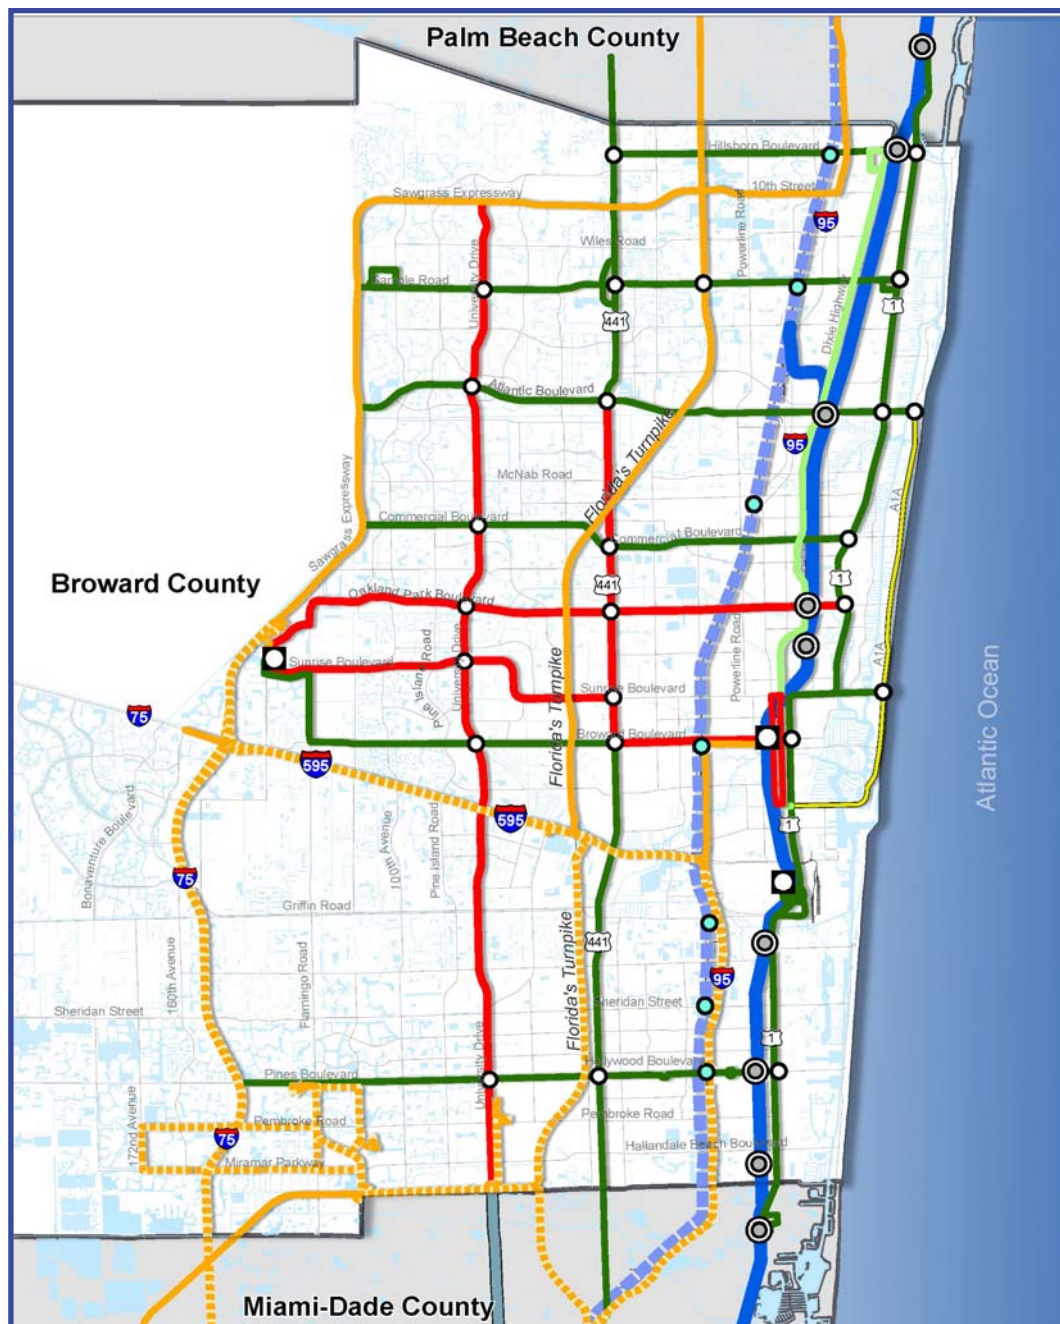 Palm Beach County
Hillsboro Boulevard
10th Street
Sawgrass Expressway
Powerline Road
95
University Drive
Wiles Road
Sample Road
441
Dixie Highway
1
Atlantic Boulevard
95
Florida's Turnpike
McNab Road
Sawgrass Expressway
A1A
Commercial Boulevard
Commercial Boulevard
Broward County
441
1
Oakland Park Boulevard
Powerline Road
University Drive
Pine Island Road
A1A
Sunrise Boulevard
Sunrise Boulevard
Florida's Turnpike
75
Broward Boulevard
Atlantic Ocean
595
595
1
Bonaventure Boulevard
100th Avenue
Pine Island Road
75
Griffin Road
441
Florida's Turnpike
160th Avenue
Flamingo Road
95
Sheridan Street
Sheridan Street
1
University Drive
Hollywood Boulevard
Pines Boulevard
172nd Avenue
Pembroke Road
Pembroke Road
75
Hallandale Beach Boulevard
Miramar Parkway
Miami-Dade County